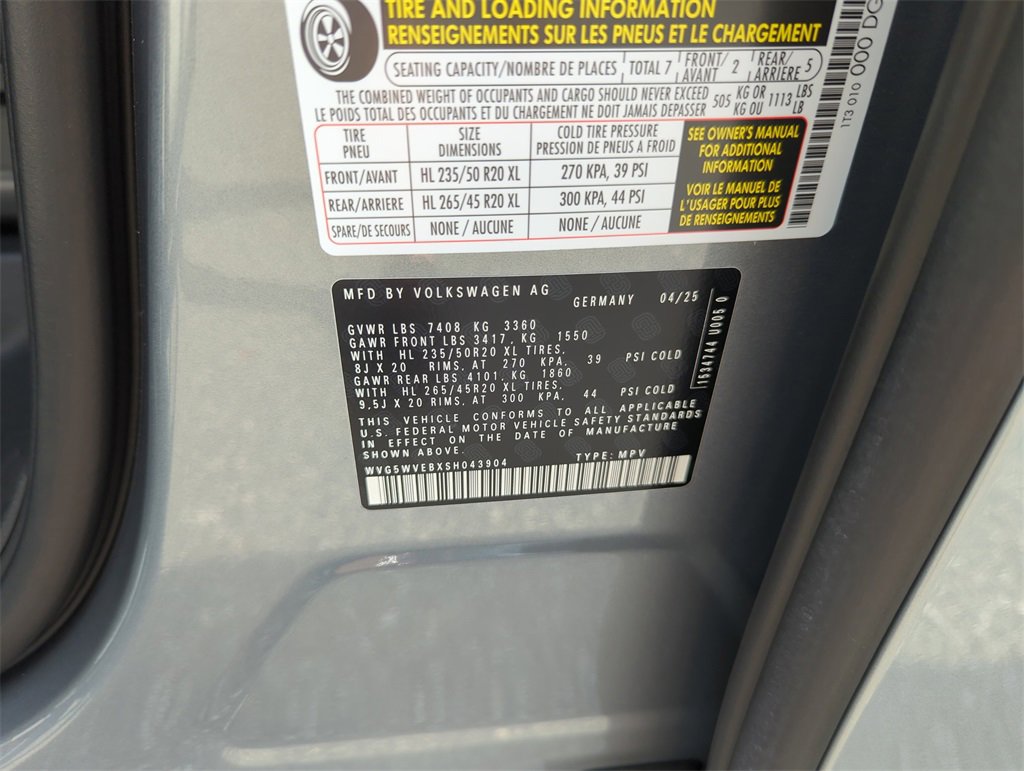 TIRE AND LOADING INFORMATION
RENSEIGNEMENTS SUR LES PNEUS ET LE CHARGEMENT
SEATING CAPACITY/NOMBRE DE PLACES TOTAL 7 FRONT/AVANT 2 REAR/ARRIÈRE 5
THE COMBINED WEIGHT OF OCCUPANTS AND CARGO SHOULD NEVER EXCEED 505 KG OR 1113 LBS
LE POIDS TOTAL DES OCCUPANTS ET DU CHARGEMENT NE DOIT JAMAIS DEPASSER KG OU LB
TIRE PNEU
SIZE DIMENSIONS
COLD TIRE PRESSURE PRESSION DE PNEUS A FROID
FRONT/AVANT HL 235/50 R20 XL 270 KPA, 39 PSI
REAR/ARRIERE HL 265/45 R20 XL 300 KPA, 44 PSI
SPARE/DE SECOURS NONE / AUCUNE NONE / AUCUNE
SEE OWNER'S MANUAL
FOR ADDITIONAL
INFORMATION
VOIR LE MANUEL DE
L'USAGER POUR PLUS
DE RENSEIGNEMENTS
1T3 010 000 DG
MFD BY VOLKSWAGEN AG GERMANY 04/25
GVWR LBS 7408 KG 3360
GAWR FRONT LBS 3417, KG 1550
WITH HL 235/50R20 XL TIRES,
8J X 20 RIMS, AT 270 KPA, 39 PSI COLD
GAWR REAR LBS 4101, KG 1860
WITH HL 265/45R20 XL TIRES,
9,5J X 20 RIMS, AT 300 KPA, 44 PSI COLD
THIS VEHICLE CONFORMS TO ALL APPLICABLE
U.S. FEDERAL MOTOR VEHICLE SAFETY STANDARDS
IN EFFECT ON THE DATE OF MANUFACTURE
SHOWN ABOVE.
WVG5WVEBXSH043904 TYPE: MPV
1534744 U005 0